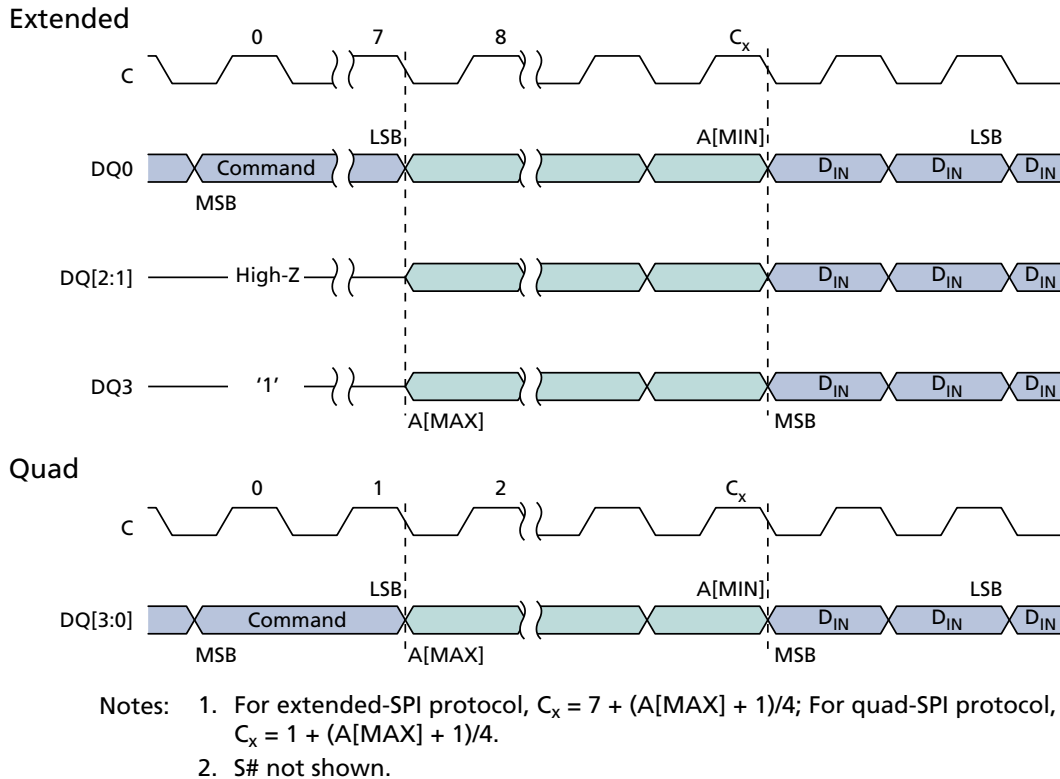 Extended
0 7 8 Cx
C
LSB A[MIN] LSB
DQ0 Command DIN DIN DIN
MSB
DQ[2:1] High-Z DIN DIN DIN
DQ3 '1' DIN DIN DIN
A[MAX] MSB
Quad
0 1 2 Cx
C
LSB A[MIN] LSB
DQ[3:0] Command DIN DIN DIN
MSB A[MAX] MSB
Notes: 1. For extended-SPI protocol, Cx = 7 + (A[MAX] + 1)/4; For quad-SPI protocol,
Cx = 1 + (A[MAX] + 1)/4.
2. S# not shown.